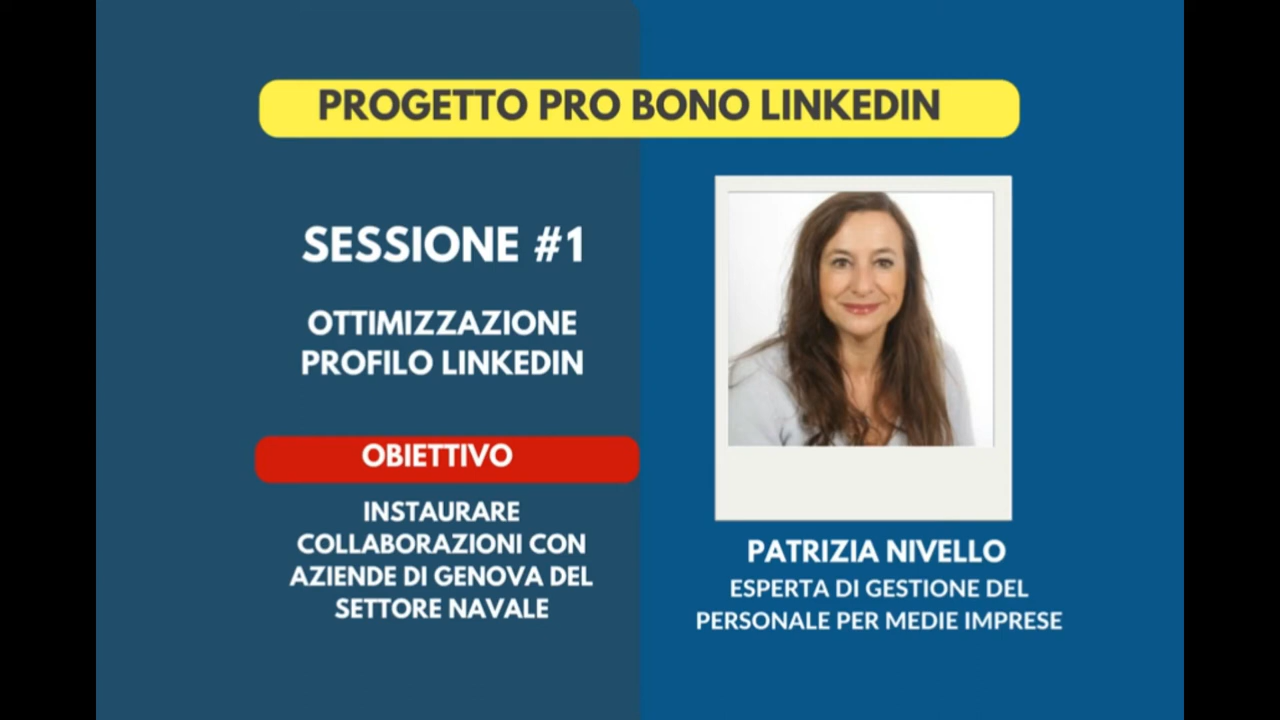 PROGETTO PRO BONO LINKEDIN
SESSIONE #1
OTTIMIZZAZIONE
PROFILO LINKEDIN
OBIETTIVO
INSTAURARE
COLLABORAZIONI CON
AZIENDE DI GENOVA DEL
SETTORE NAVALE
PATRIZIA NIVELLO
ESPERTA DI GESTIONE DEL
PERSONALE PER MEDIE IMPRESE